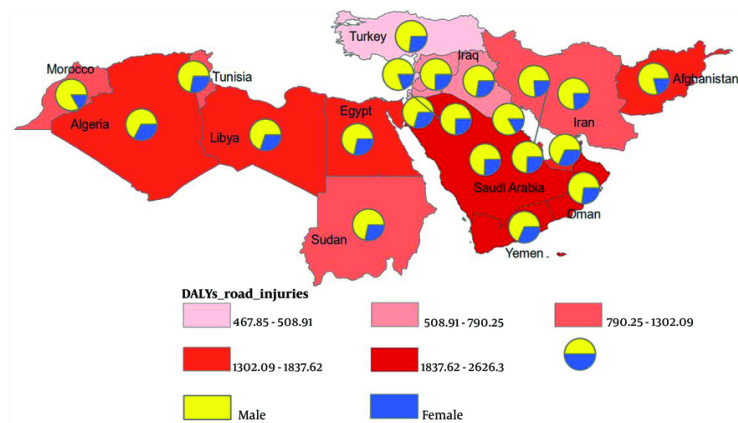 Turkey
Iraq
Morocco
Tunisia
Afghanistan
Egypt
Algeria
Libya
Iran
Saudi Arabia
Oman
Sudan
Yemen
DALYs_road_injuries
467.85 - 508.91
508.91 - 790.25
790.25 - 1302.09
1302.09 - 1837.62
1837.62 - 2626.3
Male
Female